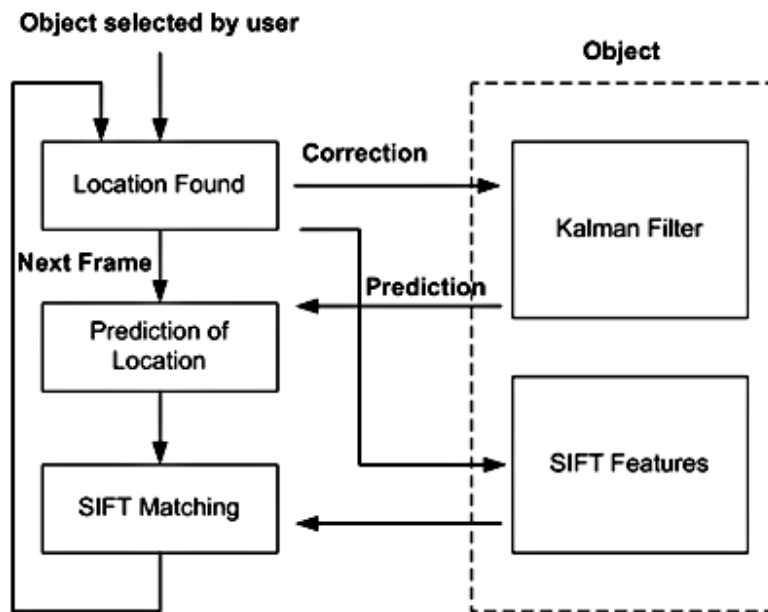 Object selected by user
Object
Location Found
Correction
Kalman Filter
Next Frame
Prediction
Prediction of
Location
SIFT Features
SIFT Matching